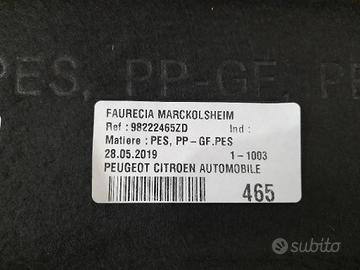 PES, PP-GF, PE
FAURECIA MARCKOLSHEIM
Ref :98222465ZD Ind :
Matiere : PES, PP-GF.PES
28.05.2019 1-1003
PEUGEOT CITROEN AUTOMOBILE
465
subito